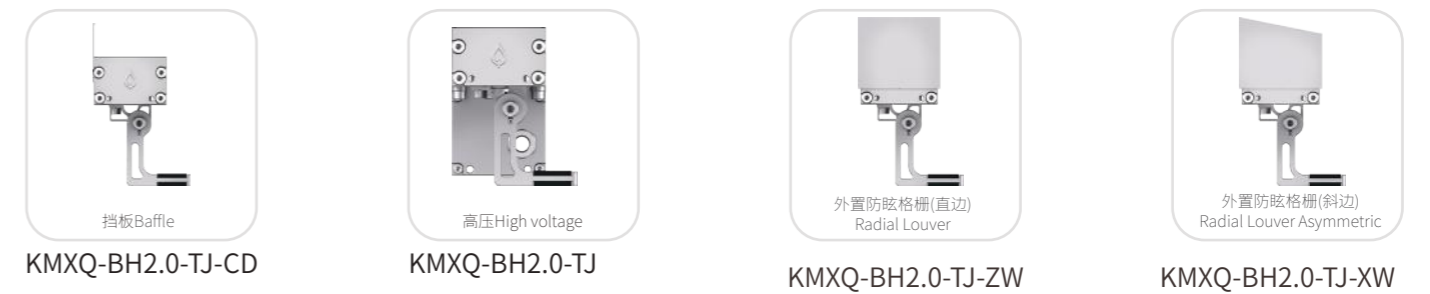 挡板Baffle
KMXQ-BH2.0-TJ-CD
高压High voltage
KMXQ-BH2.0-TJ
外置防眩格栅(直边)
Radial Louver
KMXQ-BH2.0-TJ-ZW
外置防眩格栅(斜边)
Radial Louver Asymmetric
KMXQ-BH2.0-TJ-XW